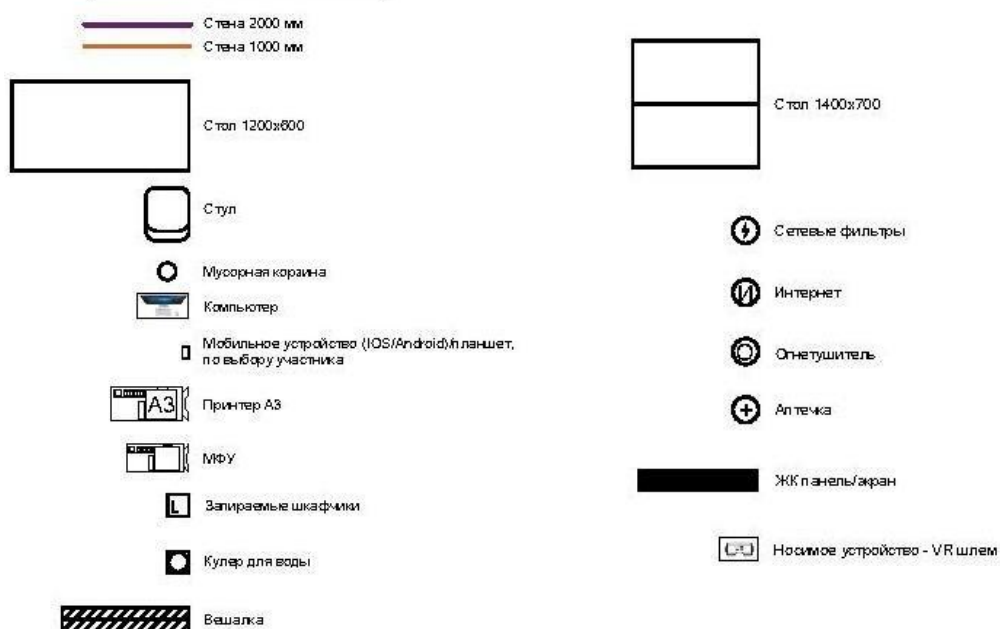 Стена 2000 мм
Стена 1000 мм
Стол 1200х600
Стул
Мусорная корзина
Компьютер
Мобильное устройство (IOS/Android)/планшет,
по выбору участника
A3
Принтер А3
МФУ
L
Запираемые шкафчики
Кулер для воды
Вешалка
Стол 1400х700
Сетевые фильтры
И
Интернет
Огнетушитель
Аптечка
ЖК панель/экран
Носимое устройство - VR шлем